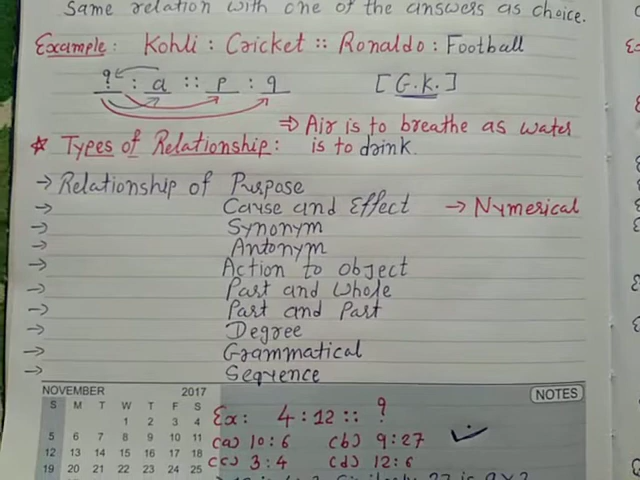 same relation with one of the answers as choice.
Example: Kohli : Cricket :: Ronaldo : Football
? : a :: p : q [G.K.]
⇒ Air is to breathe as water
* Types of Relationship: is to drink.
→ Relationship of Purpose
→ Cause and Effect → Numerical
→ Synonym
→ Antonym
→ Action to Object
→ Part and Whole
→ Part and Part
→ Degree
→ Grammatical
→ Sequence
NOVEMBER 2017 NOTES
S M T W T F S
1 2 3 4
5 6 7 8 9 10 11
12 13 14 15 16 17 18
19 20 21 22 23 24 25
Ex: 4 : 12 :: ?
(a) 10 : 6 (b) 9 : 27
(c) 3 : 4 (d) 12 : 6